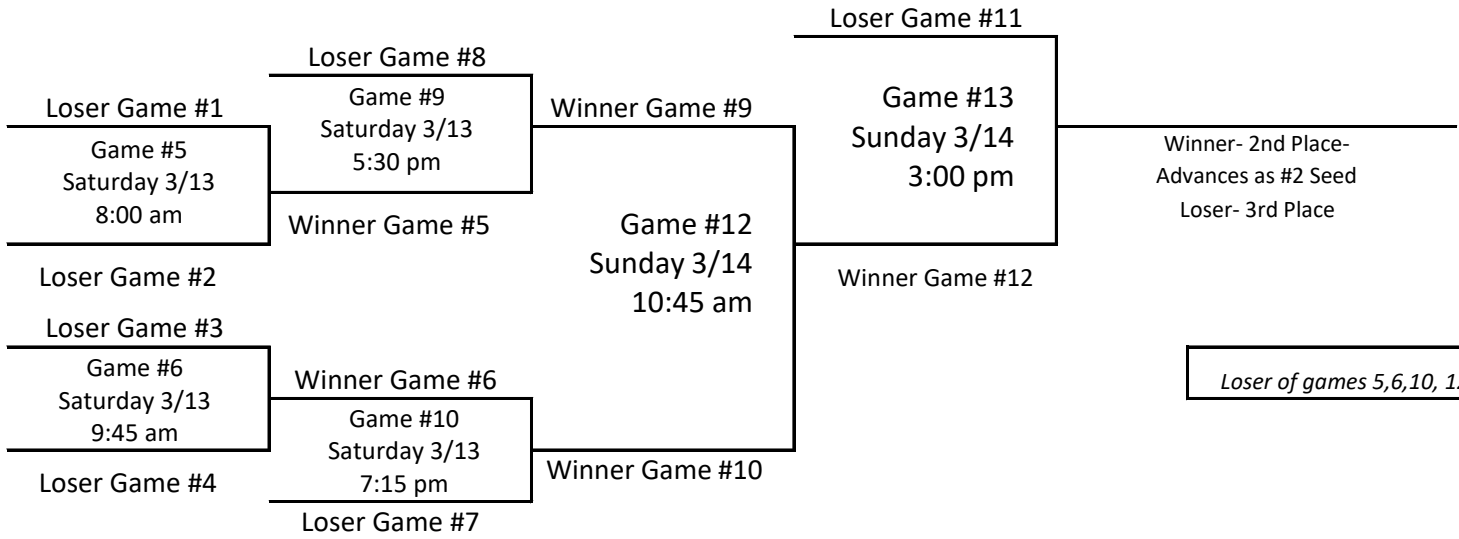 Loser Game #11
Loser Game #8
Loser Game #1
Game #9
Saturday 3/13
5:30 pm
Winner Game #9
Game #13
Sunday 3/14
3:00 pm
Game #5
Saturday 3/13
8:00 am
Winner- 2nd Place-
Advances as #2 Seed
Loser- 3rd Place
Winner Game #5
Game #12
Sunday 3/14
10:45 am
Loser Game #2
Winner Game #12
Loser Game #3
Game #6
Saturday 3/13
9:45 am
Winner Game #6
Loser of games 5,6,10,
Game #10
Saturday 3/13
7:15 pm
Loser Game #4
Winner Game #10
Loser Game #7